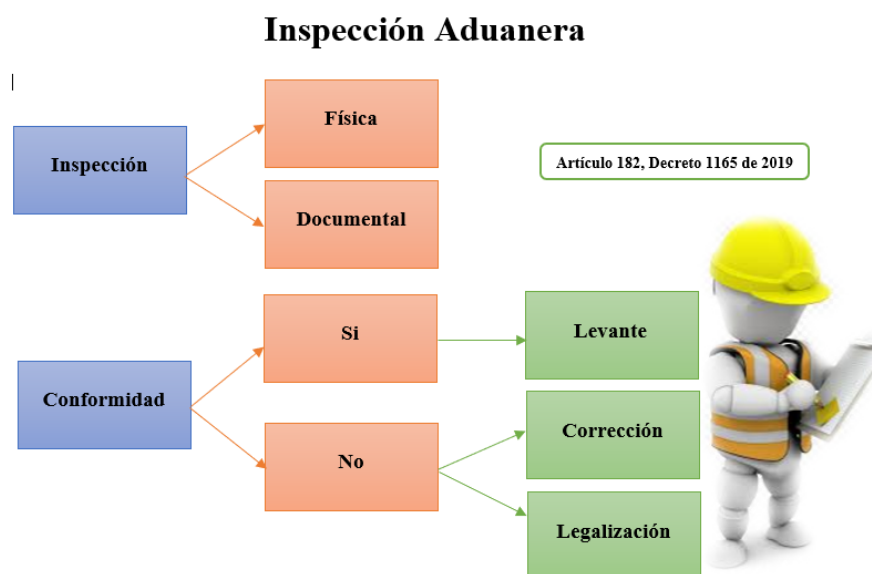 Inspección Aduanera
Inspección
Física
Documental
Artículo 182, Decreto 1165 de 2019
Conformidad
Si
Levante
No
Corrección
Legalización